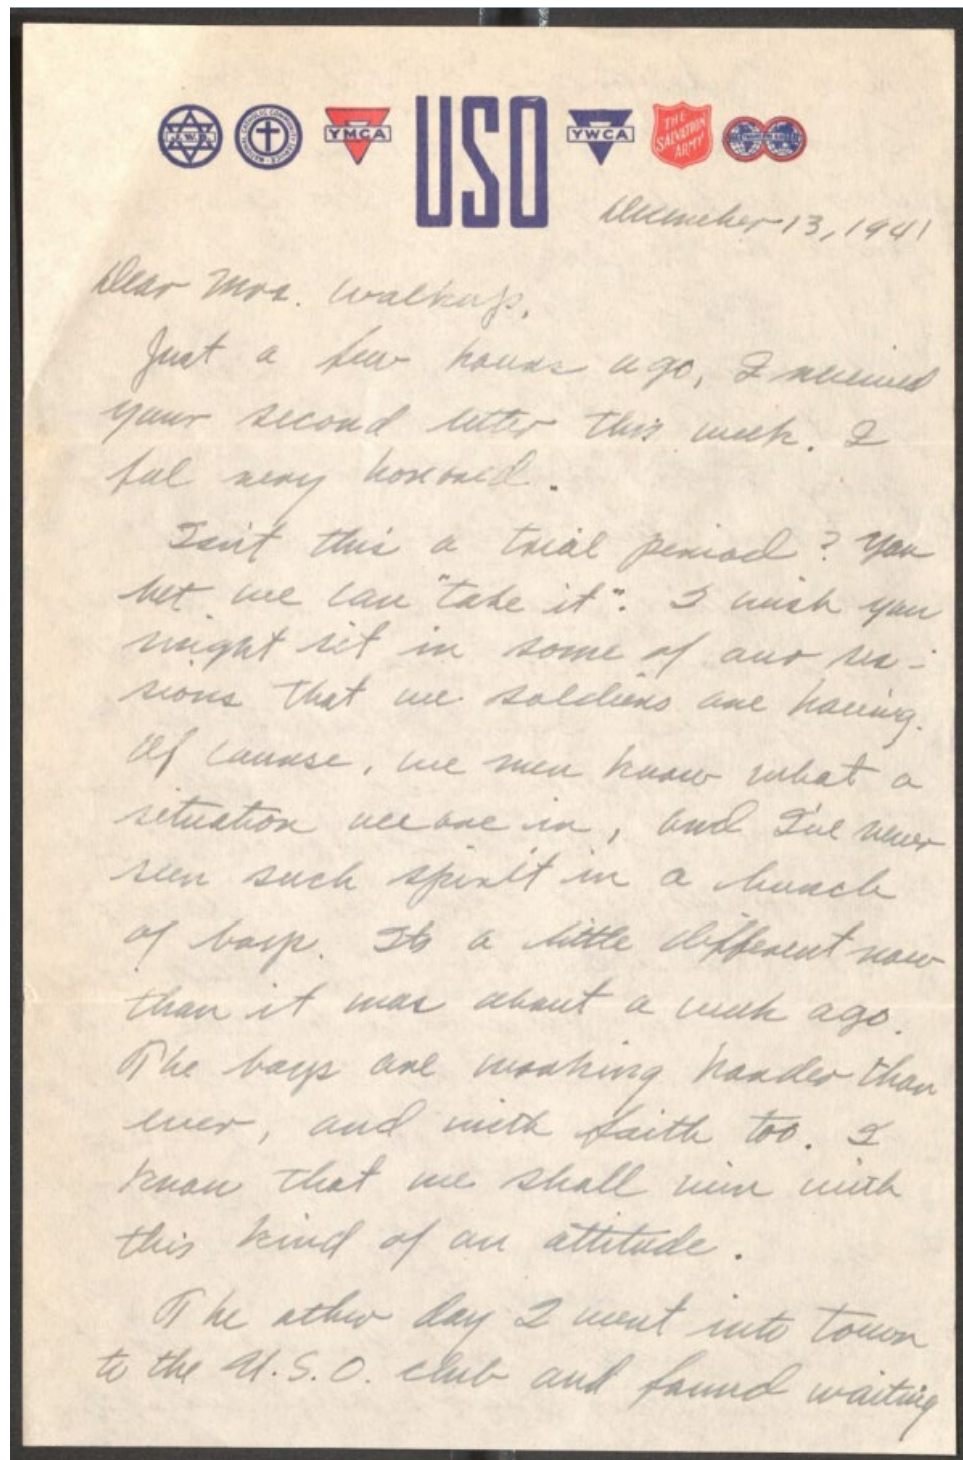 J.W.B.
NATIONAL CATHOLIC COMMUNITY SERVICE
YMCA
USO
YWCA
THE SALVATION ARMY
December 13, 1941
Dear Mrs. Walkup,
Just a few hours ago, I received
your second letter this week. I
feel very honored.
Isn't this a trial period? You
bet we can "take it". I wish you
might sit in some of our ses-
sions that we soldiers are having.
Of course, we men know what a
situation we are in, and I've never
seen such spirit in a bunch
of boys. Its a little different now
than it was about a week ago.
The boys are working harder than
ever, and with faith too. I
know that we shall win with
this kind of an attitude.
The other day I went into town
to the U.S.O. club and found waiting